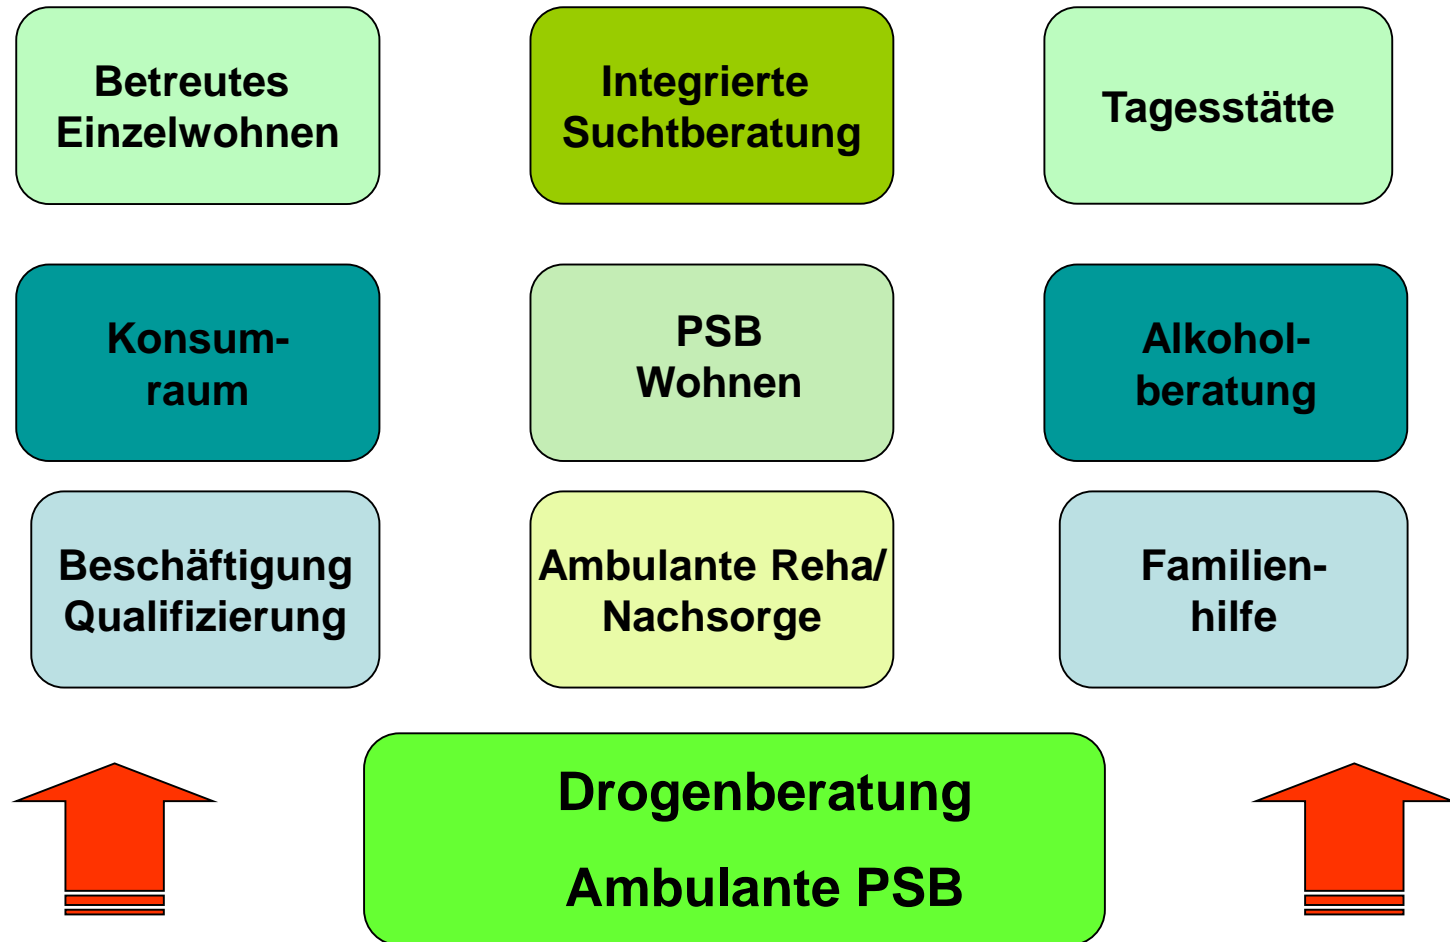 Betreutes
Einzelwohnen
Integrierte
Suchtberatung
Tagesstätte
Konsum-
raum
PSB
Wohnen
Alkohol-
beratung
Beschäftigung
Qualifizierung
Ambulante Reha/
Nachsorge
Familien-
hilfe
Drogenberatung
Ambulante PSB